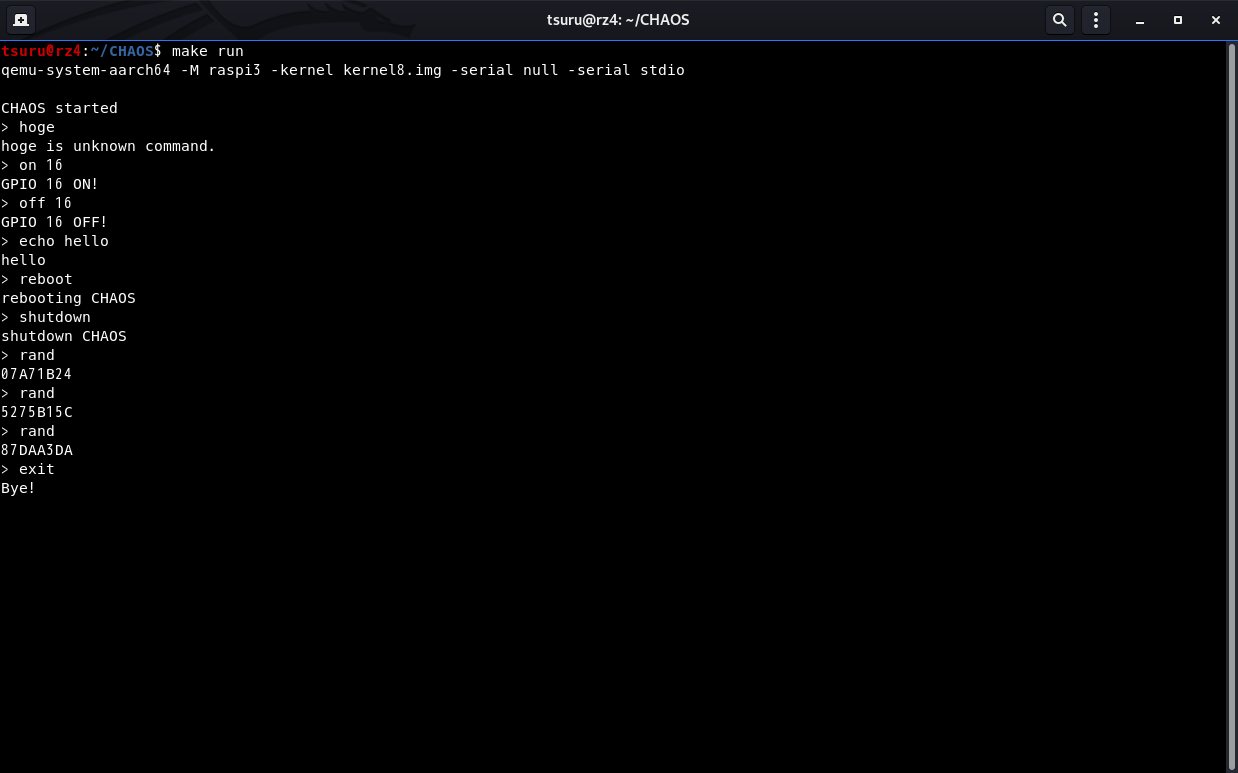 tsuru@rz4: ~/CHAOS
tsuru@rz4:~/CHAOS$ make run
qemu-system-aarch64 -M raspi3 -kernel kernel8.img -serial null -serial stdio
CHAOS started
> hoge
hoge is unknown command.
> on 16
GPIO 16 ON!
> off 16
GPIO 16 OFF!
> echo hello
hello
> reboot
rebooting CHAOS
> shutdown
shutdown CHAOS
> rand
07A71B24
> rand
5275B15C
> rand
87DAA3DA
> exit
Bye!